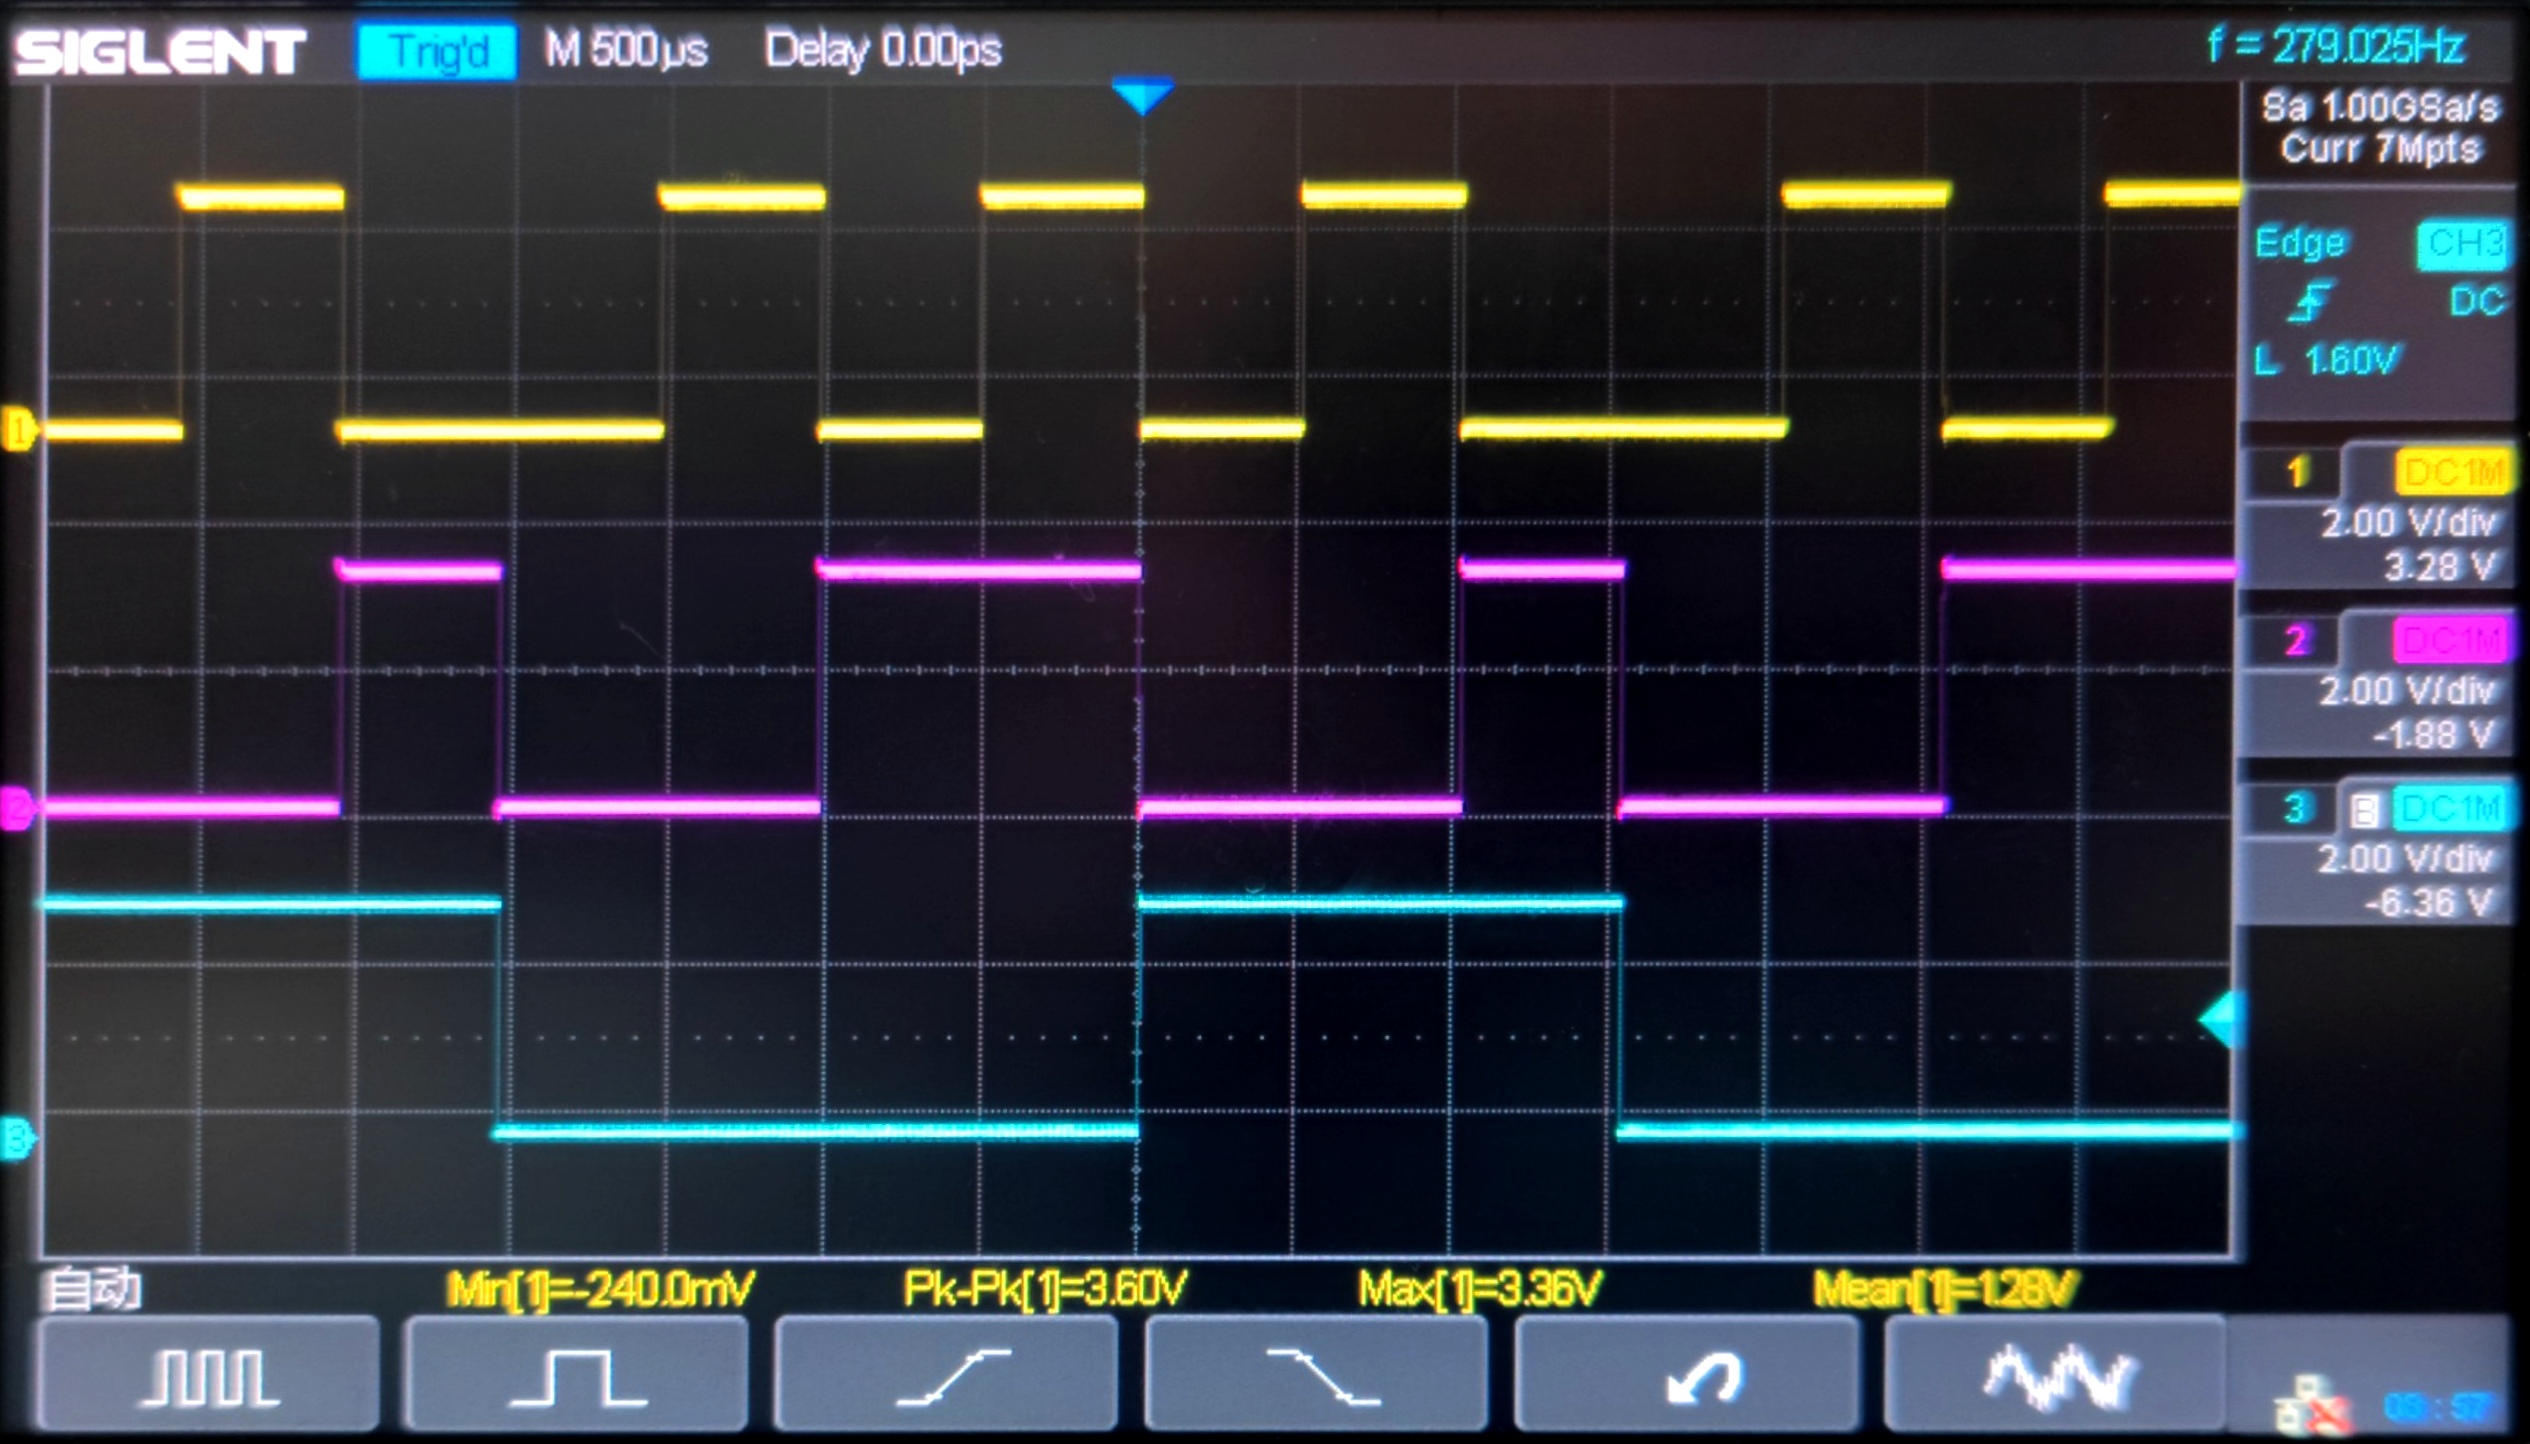 SIGLENT Trig'd M 500µs Delay 0.00ps f = 279.025Hz
Sa 1.00GSa/s
Curr 7Mpts
Edge CH3
DC
L 1.60V
1 DC1M
2.00 V/div
3.28 V
2 DC1M
2.00 V/div
-1.88 V
3 B DC1M
2.00 V/div
-6.36 V
1
2
3
自动 Min[1]=-240.0mV Pk-Pk[1]=3.60V Max[1]=3.36V Mean[1]=1.28V